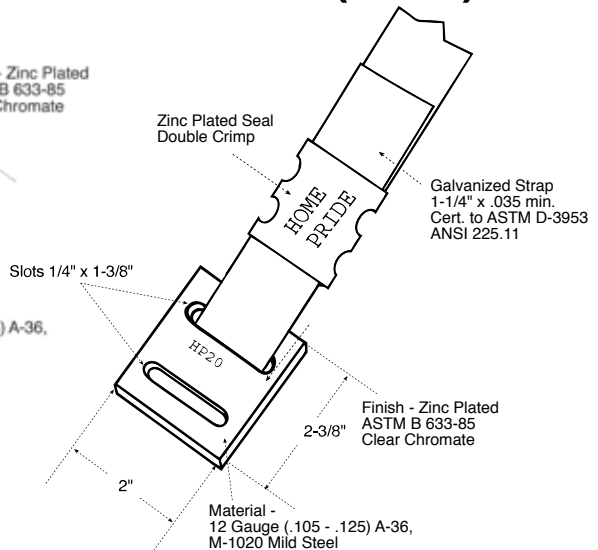 - Zinc Plated
B 633-85
Chromate
Zinc Plated Seal
Double Crimp
HOME
PRIDE
Galvanized Strap
1-1/4" x .035 min.
Cert. to ASTM D-3953
ANSI 225.11
Slots 1/4" x 1-3/8"
) A-36,
HP20
Finish - Zinc Plated
ASTM B 633-85
Clear Chromate
2-3/8"
2"
Material -
12 Gauge (.105 - .125) A-36,
M-1020 Mild Steel